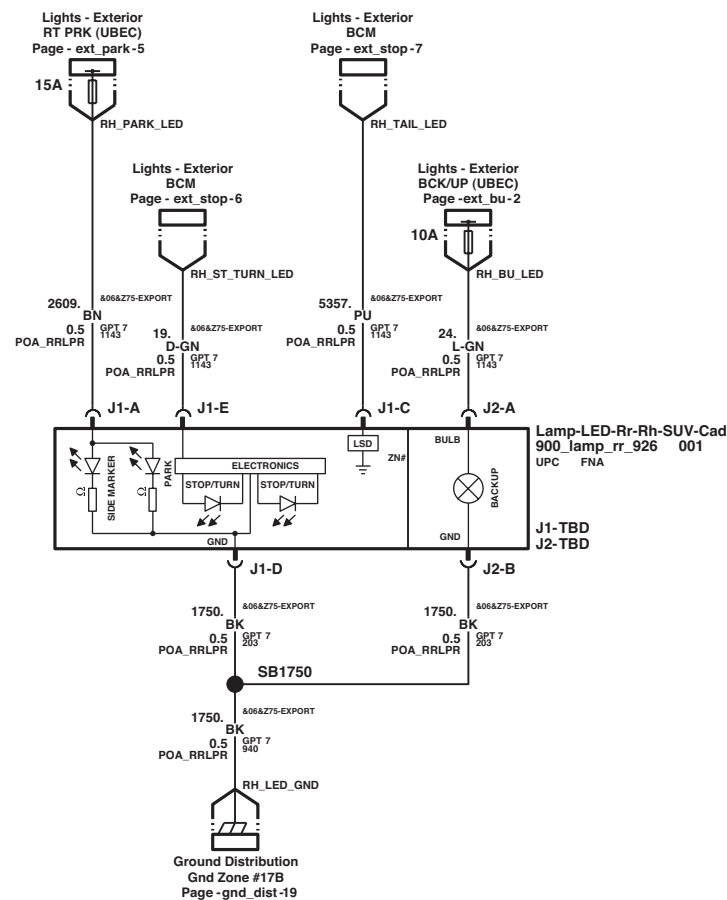 Lights - Exterior
RT PRK (UBEC)
Page - ext_park-5
15A
RH_PARK_LED
Lights - Exterior
BCM
Page - ext_stop-7
RH_TAIL_LED
Lights - Exterior
BCM
Page - ext_stop-6
RH_ST_TURN_LED
Lights - Exterior
BCK/UP (UBEC)
Page -ext_bu-2
10A
RH_BU_LED
2609.
&06&Z75-EXPORT
BN
0.5
GPT 7
1143
POA_RRLPR
19.
&06&Z75-EXPORT
D-GN
0.5
GPT 7
1143
POA_RRLPR
5357.
&06&Z75-EXPORT
PU
0.5
GPT 7
1143
POA_RRLPR
24.
&06&Z75-EXPORT
L-GN
0.5
GPT 7
1143
POA_RRLPR
J1-A
J1-E
J1-C
J2-A
Lamp-LED-Rr-Rh-SUV-Cad
900_lamp_rr_926 001
UPC FNA
J1-TBD
J2-TBD
Ω
SIDE MARKER
Ω
PARK
ELECTRONICS
STOP/TURN
STOP/TURN
GND
LSD
ZN#
BULB
BACKUP
GND
J1-D
J2-B
1750.
&06&Z75-EXPORT
BK
0.5
GPT 7
203
POA_RRLPR
1750.
&06&Z75-EXPORT
BK
0.5
GPT 7
203
POA_RRLPR
SB1750
1750.
&06&Z75-EXPORT
BK
0.5
GPT 7
940
POA_RRLPR
RH_LED_GND
Ground Distribution
Gnd Zone #17B
Page -gnd_dist-19